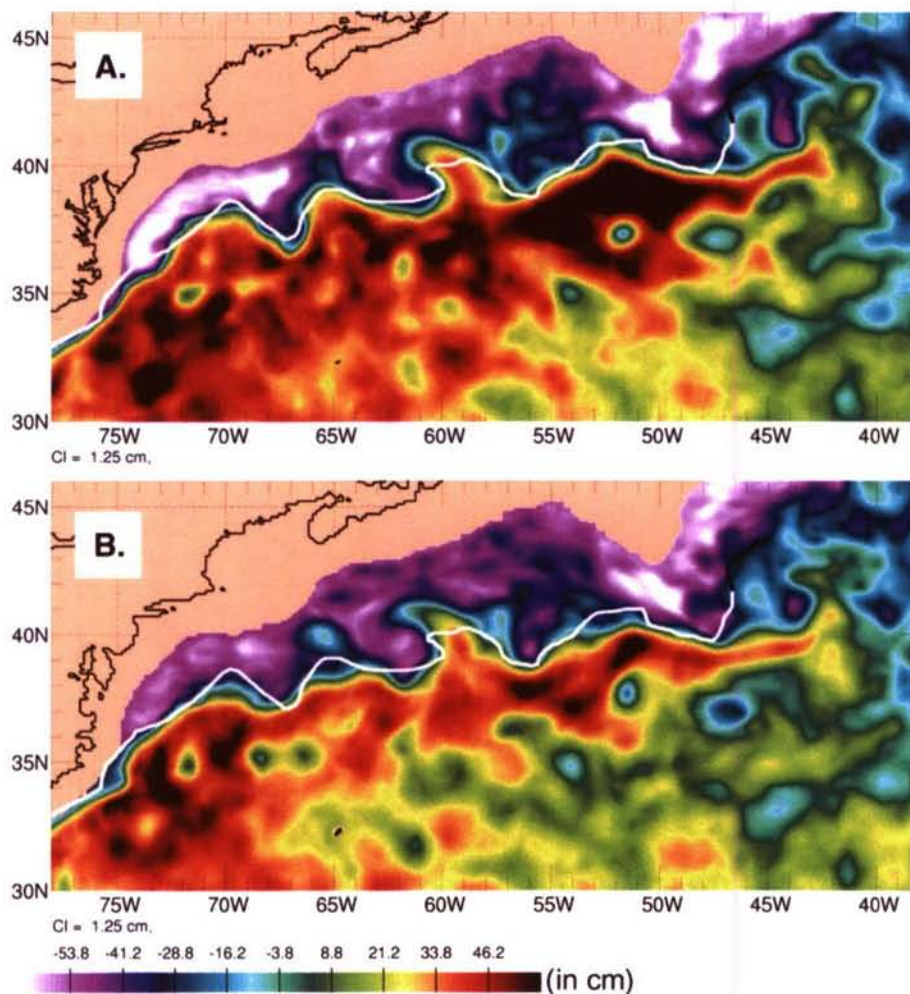 45N
A.
40N
35N
30N
75W 70W 65W 60W 55W 50W 45W 40W
CI = 1.25 cm,
45N
B.
40N
35N
30N
75W 70W 65W 60W 55W 50W 45W 40W
CI = 1.25 cm,
-53.8 -41.2 -28.8 -16.2 -3.8 8.8 21.2 33.8 46.2
(in cm)